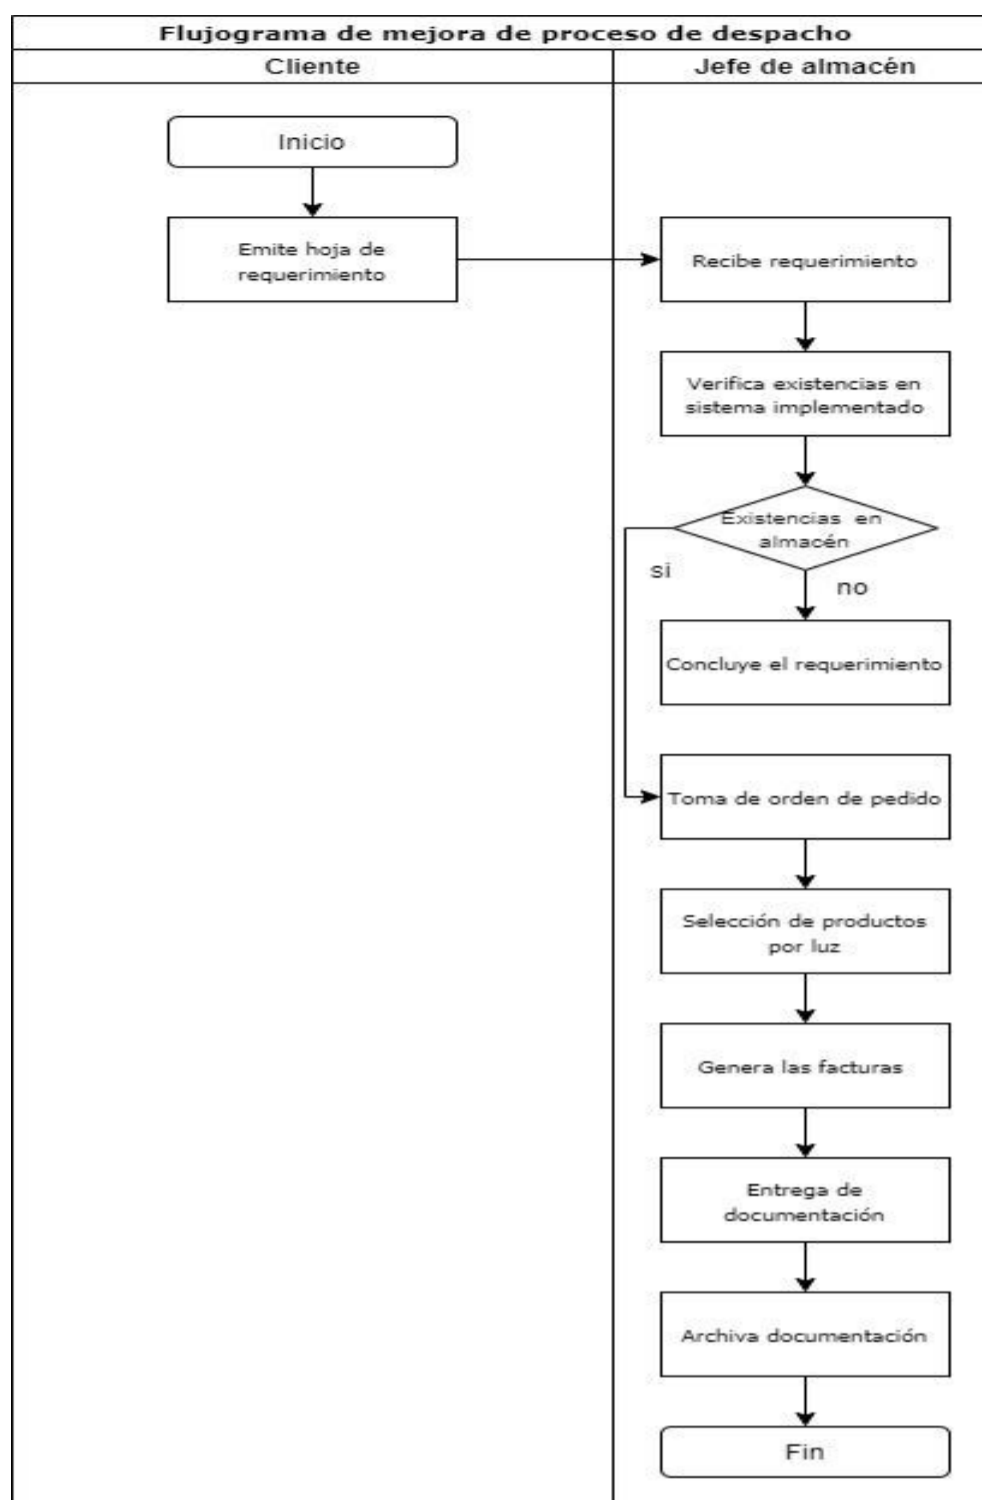 Flujograma de mejora de proceso de despacho
Cliente
Jefe de almacén
Inicio
Emite hoja de
requerimiento
Recibe requerimiento
Verifica existencias en
sistema implementado
Existencias en
almacén
si
no
Concluye el requerimiento
Toma de orden de pedido
Selección de productos
por luz
Genera las facturas
Entrega de
documentación
Archiva documentación
Fin